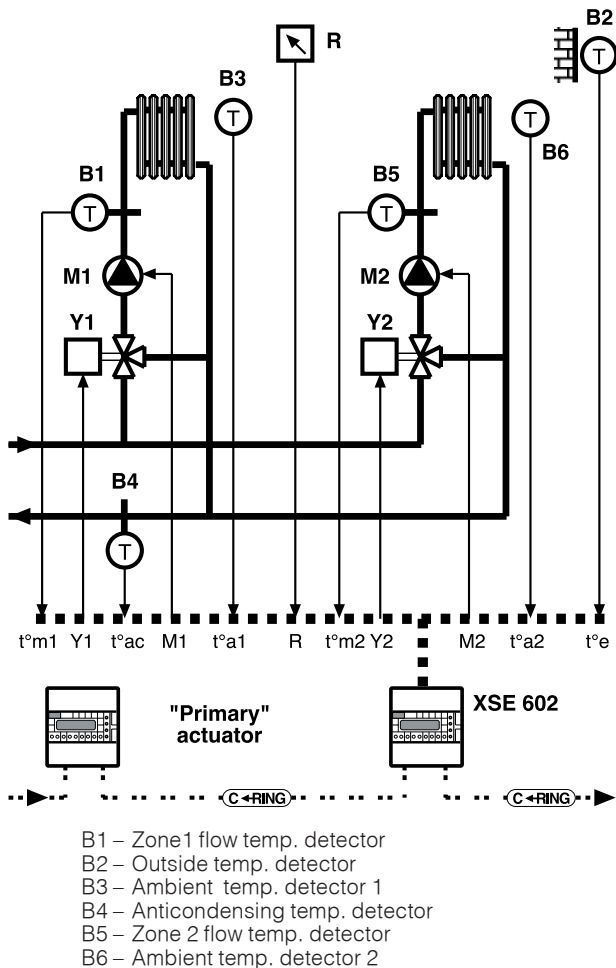 B2
R
B3
B6
B1
B5
T
T
T
T
T
M1
M2
Y1
Y2
B4
T
t°m1 Y1 t°ac M1 t°a1 R t°m2 Y2 M2 t°a2 t°e
"Primary"
actuator
XSE 602
C RING
C RING
B1 – Zone1 flow temp. detector
B2 – Outside temp. detector
B3 – Ambient temp. detector 1
B4 – Anticondensing temp. detector
B5 – Zone 2 flow temp. detector
B6 – Ambient temp. detector 2